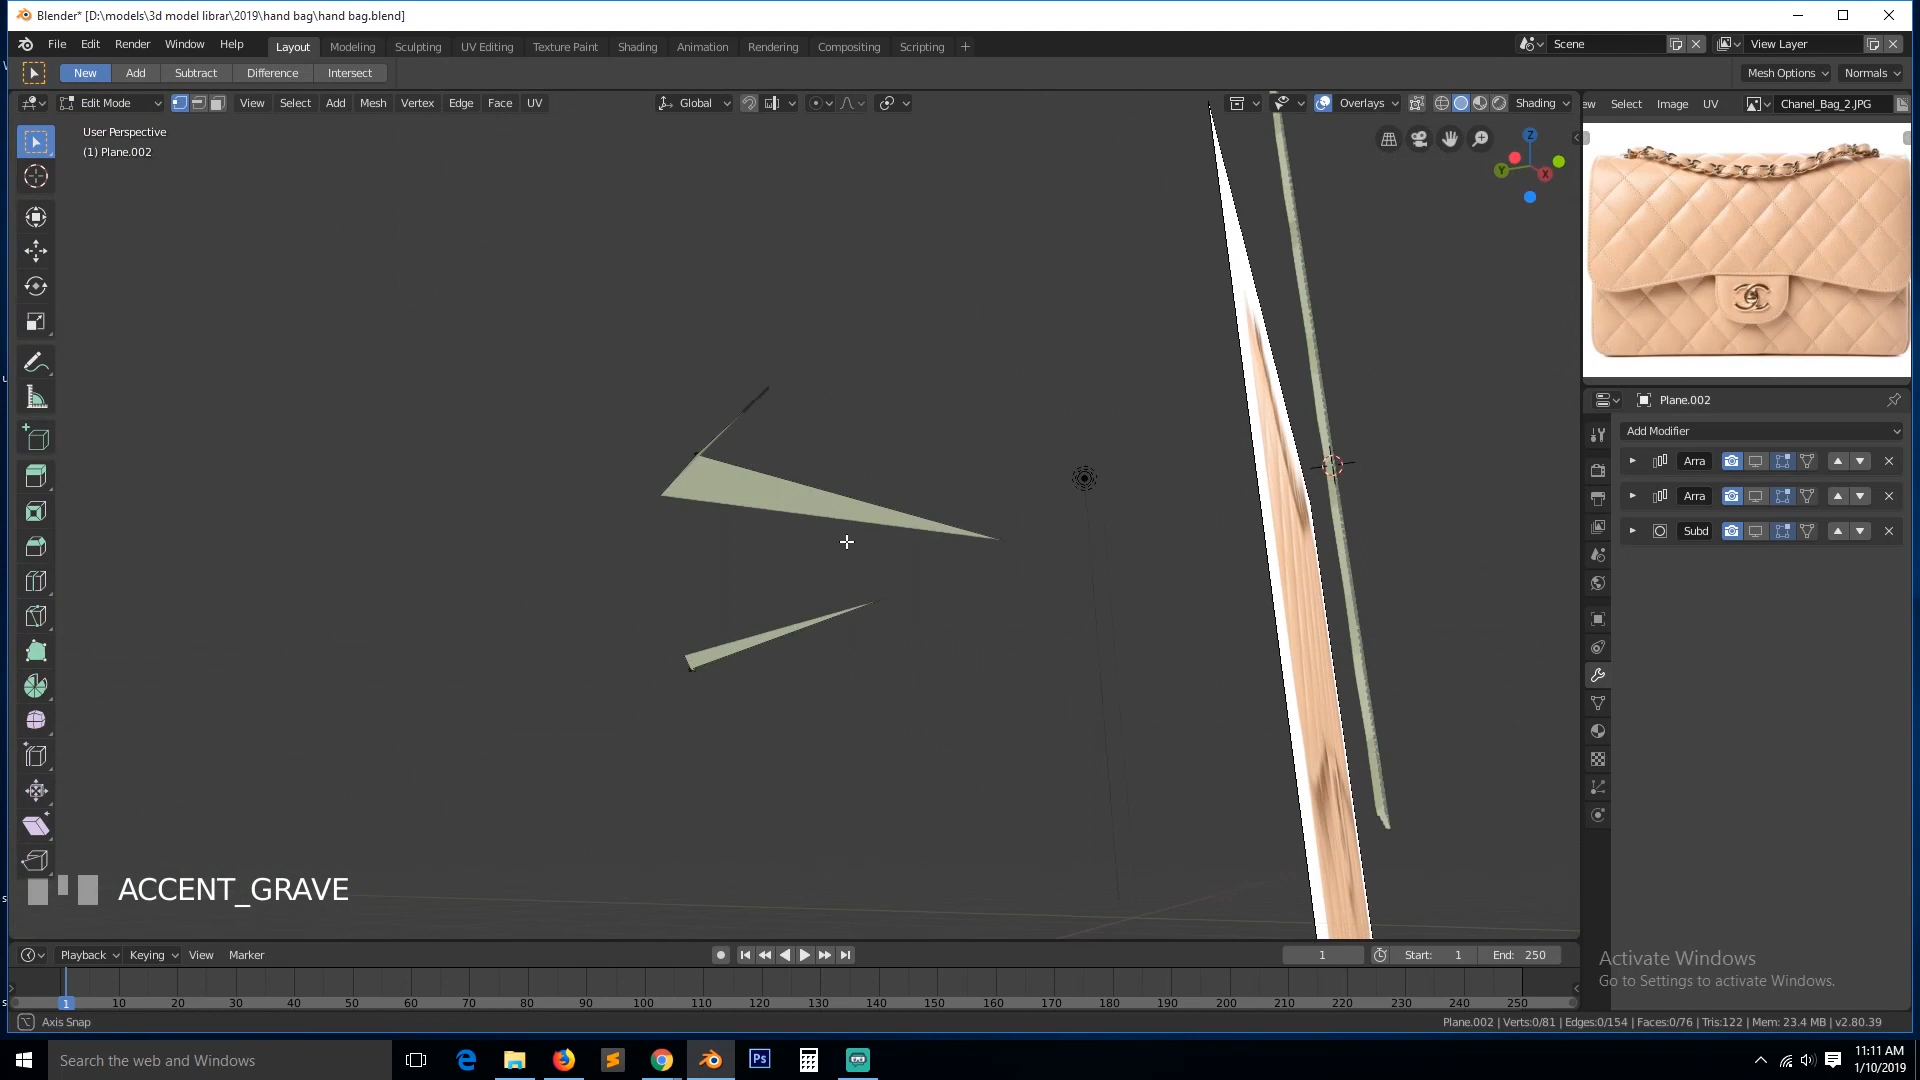 Blender* [D:\models\3d model librar\2019\hand bag\hand bag.blend]
File Edit Render Window Help Layout Modeling Sculpting UV Editing Texture Paint Shading Animation Rendering Compositing Scripting + Scene View Layer
New Add Subtract Difference Intersect Mesh Options Normals
Edit Mode View Select Add Mesh Vertex Edge Face UV Global Overlays Shading ew Select Image UV Chanel_Bag_2.JPG
User Perspective
(1) Plane.002
Z
Y
X
Plane.002
Add Modifier
Arra
Arra
Subd
ACCENT_GRAVE
Playback Keying View Marker 1 Start: 1 End: 250
1 10 20 30 40 50 60 70 80 90 100 110 120 130 140 150 160 170 180 190 200 210 220 230 240 250
Activate Windows
Go to Settings to activate Windows.
Axis Snap
Plane.002 | Verts:0/81 | Edges:0/154 | Faces:0/76 | Tris:122 | Mem: 23.4 MB | v2.80.39
Search the web and Windows
Ps
11:11 AM
1/10/2019